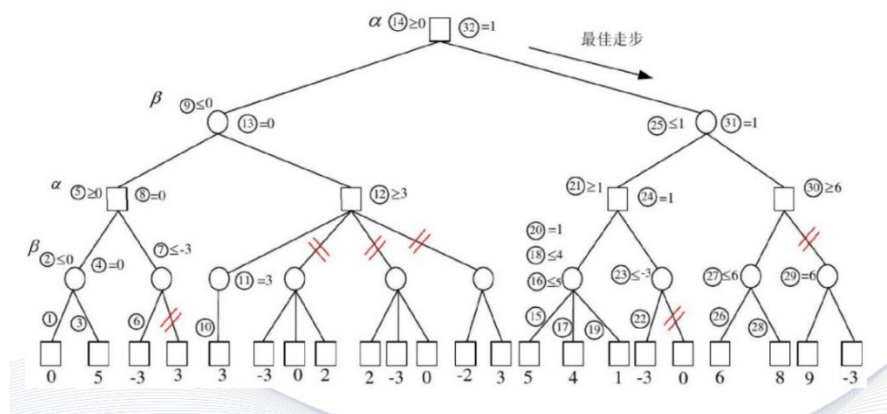 α ⑭≥0 ㉜=1
最佳走步
β ⑨≤0 ⑬=0 ㉕≤1 ㉛=1
α ⑤≥0 ⑧=0 ⑫≥3 ㉑≥1 ㉔=1 ㉚≥6
β ②≤0 ④=0 ⑦≤-3 ⑪=3 ⑳=1 ⑱≤4 ⑯≤5 ㉓≤-3 ㉗≤6 ㉙=6
① ③ ⑥ ⑩ ⑮ ⑰ ⑲ ㉒ ㉖ ㉘
0 5 -3 3 3 -3 0 2 2 -3 0 -2 3 5 4 1 -3 0 6 8 9 -3